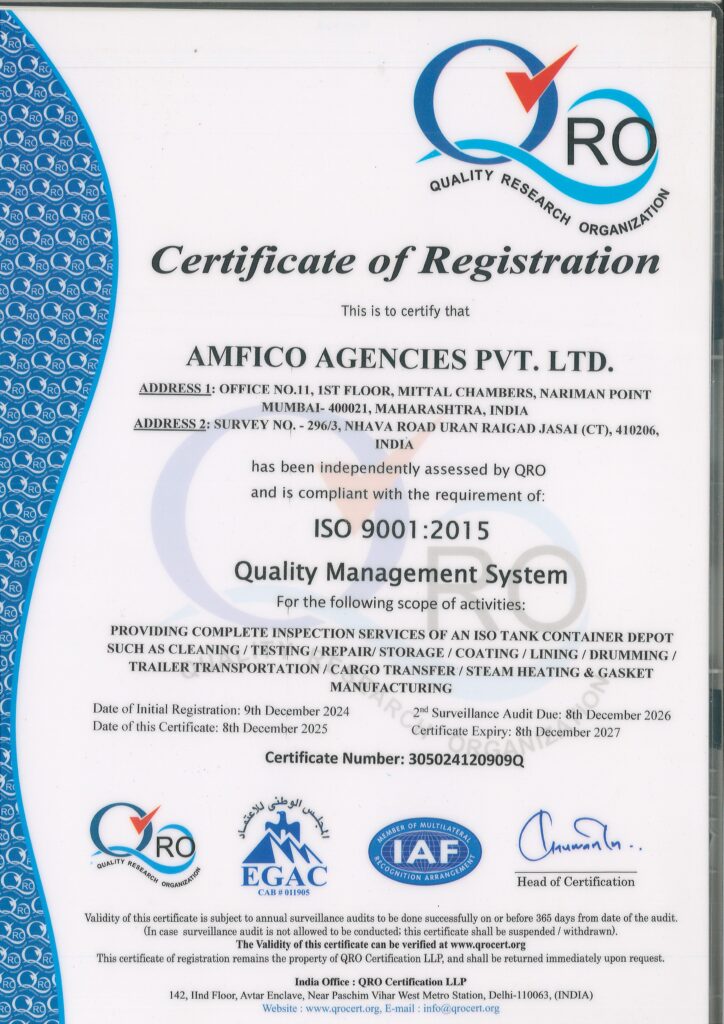 QRO
QUALITY RESEARCH ORGANIZATION
Certificate of Registration
This is to certify that
AMFICO AGENCIES PVT. LTD.
ADDRESS 1: OFFICE NO.11, 1ST FLOOR, MITTAL CHAMBERS, NARIMAN POINT
MUMBAI- 400021, MAHARASHTRA, INDIA
ADDRESS 2: SURVEY NO. - 296/3, NHAVA ROAD URAN RAIGAD JASAI (CT), 410206,
INDIA
has been independently assessed by QRO
and is compliant with the requirement of:
ISO 9001:2015
Quality Management System
For the following scope of activities:
PROVIDING COMPLETE INSPECTION SERVICES OF AN ISO TANK CONTAINER DEPOT
SUCH AS CLEANING / TESTING / REPAIR/ STORAGE / COATING / LINING / DRUMMING /
TRAILER TRANSPORTATION / CARGO TRANSFER / STEAM HEATING & GASKET
MANUFACTURING
Date of Initial Registration: 9th December 2024
2nd Surveillance Audit Due: 8th December 2026
Date of this Certificate: 8th December 2025
Certificate Expiry: 8th December 2027
Certificate Number: 305024120909Q
QRO
QUALITY RESEARCH ORGANIZATION
المجلس الوطني للاعتماد
EGAC
CAB # 011905
MEMBER OF MULTILATERAL
IAF
RECOGNITION ARRANGEMENT
Head of Certification
Validity of this certificate is subject to annual surveillance audits to be done successfully on or before 365 days from date of the audit.
(In case surveillance audit is not allowed to be conducted; this certificate shall be suspended / withdrawn).
The Validity of this certificate can be verified at www.qrocert.org
This certificate of registration remains the property of QRO Certification LLP, and shall be returned immediately upon request.
India Office : QRO Certification LLP
142, IInd Floor, Avtar Enclave, Near Paschim Vihar West Metro Station, Delhi-110063, (INDIA)
Website : www.qrocert.org, E-mail : info@qrocert.org